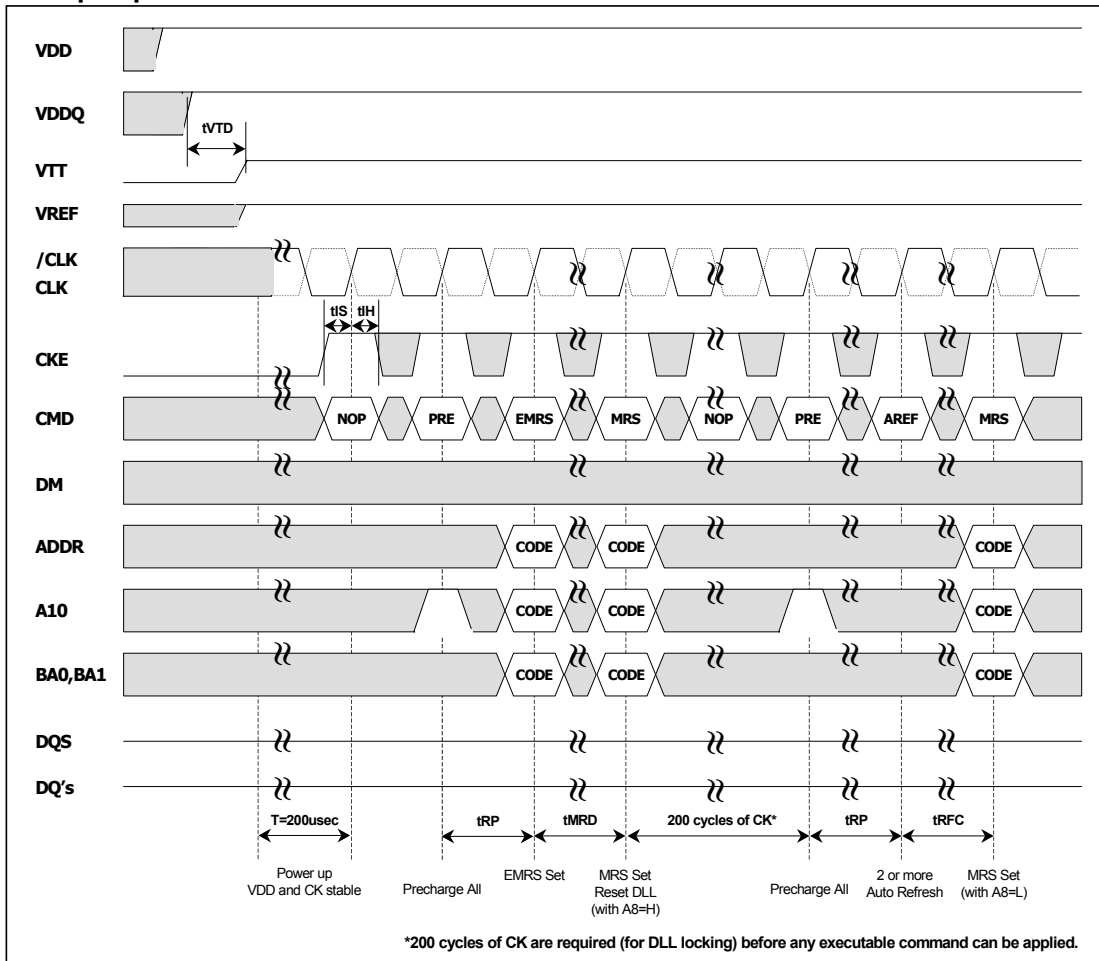 VDD
VDDQ
tVTD
VTT
VREF
/CLK
CLK
tIS tIH
CKE
CMD NOP PRE EMRS MRS NOP PRE AREF MRS
DM
ADDR CODE CODE CODE
A10 CODE CODE CODE
BA0,BA1 CODE CODE CODE
DQS
DQ's
T=200usec tRP tMRD 200 cycles of CK* tRP tRFC
Power up
VDD and CK stable
Precharge All
EMRS Set
MRS Set
Reset DLL
(with A8=H)
Precharge All
2 or more
Auto Refresh
MRS Set
(with A8=L)
*200 cycles of CK are required (for DLL locking) before any executable command can be applied.